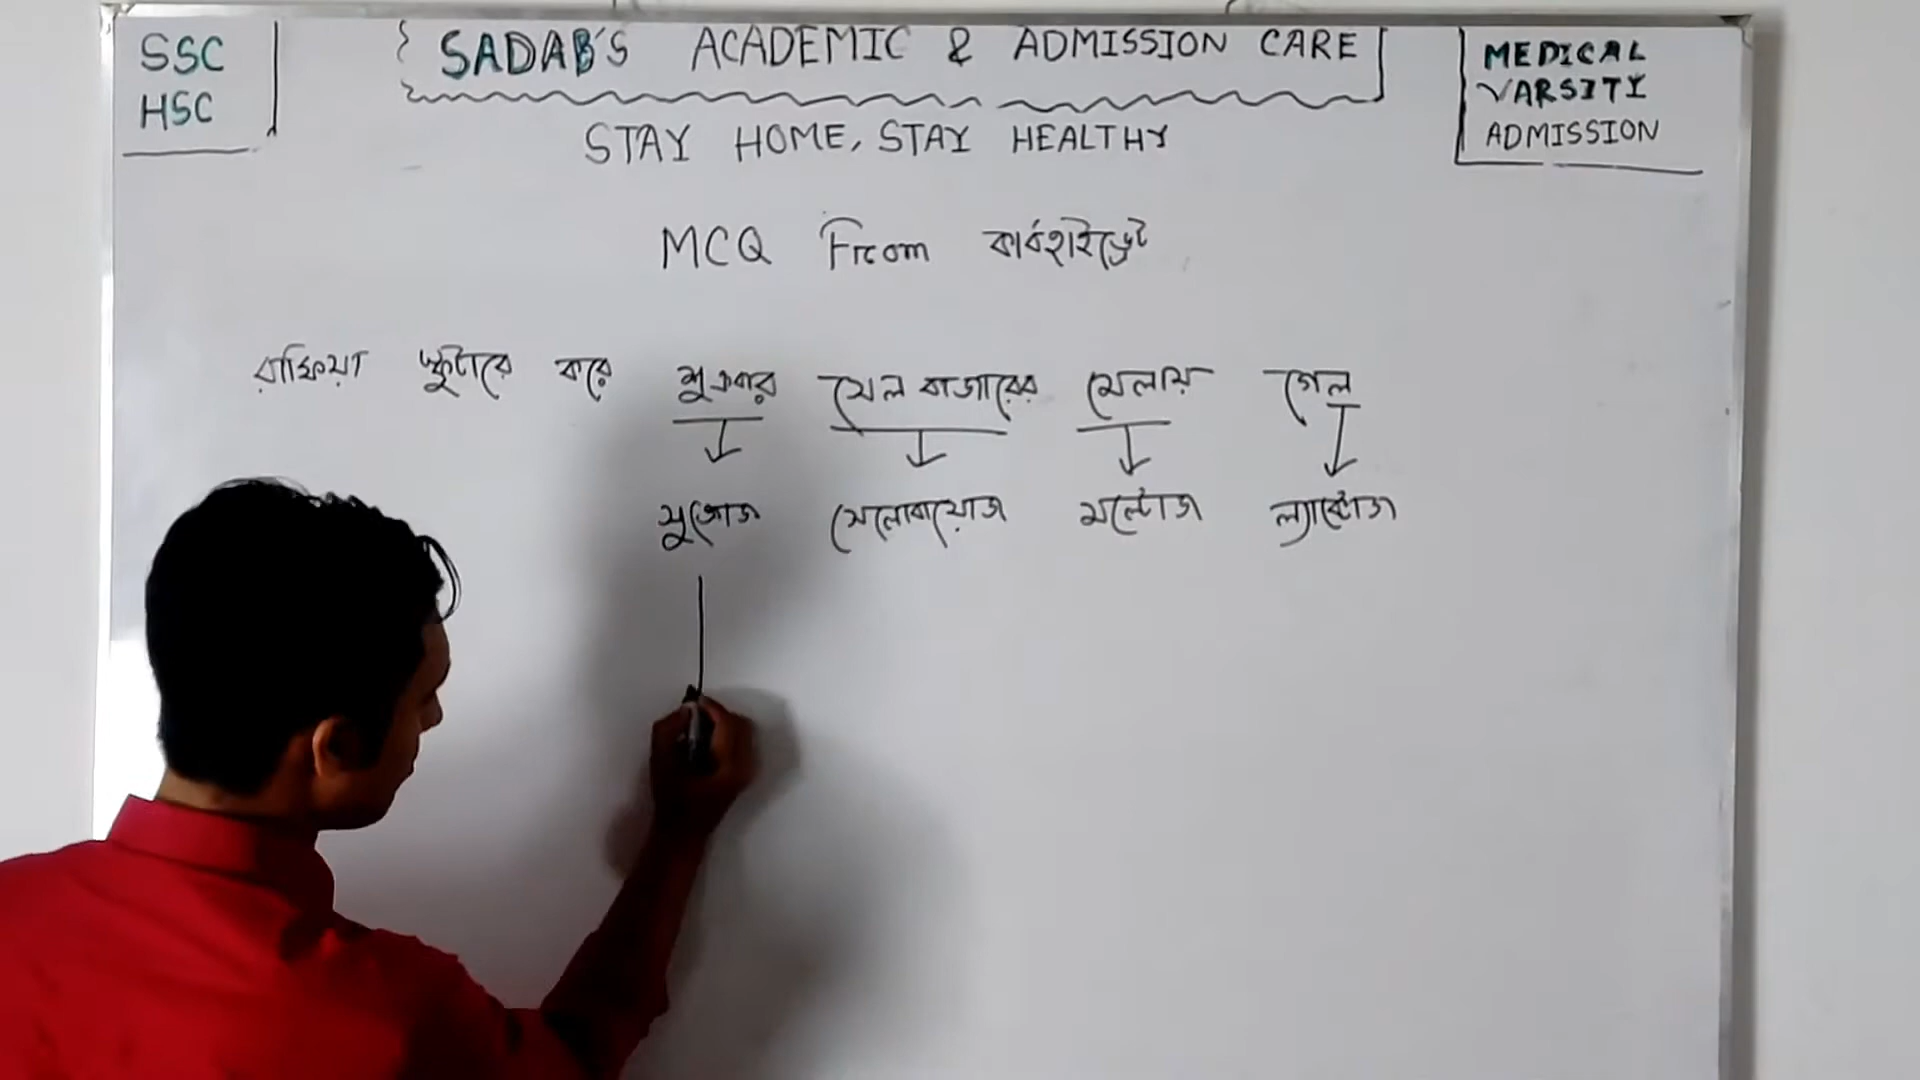 SSC
HSC
SADAB'S ACADEMIC & ADMISSION CARE
MEDICAL
VARSITY
ADMISSION
STAY HOME, STAY HEALTHY
MCQ From কার্বহাইড্রেট
রাফিয়া স্কুটারে করে শুক্রবার সেল বাজারের মেলায় গেল
সুক্রোজ সেলোবায়োজ মল্টোজ ল্যাক্টোজ